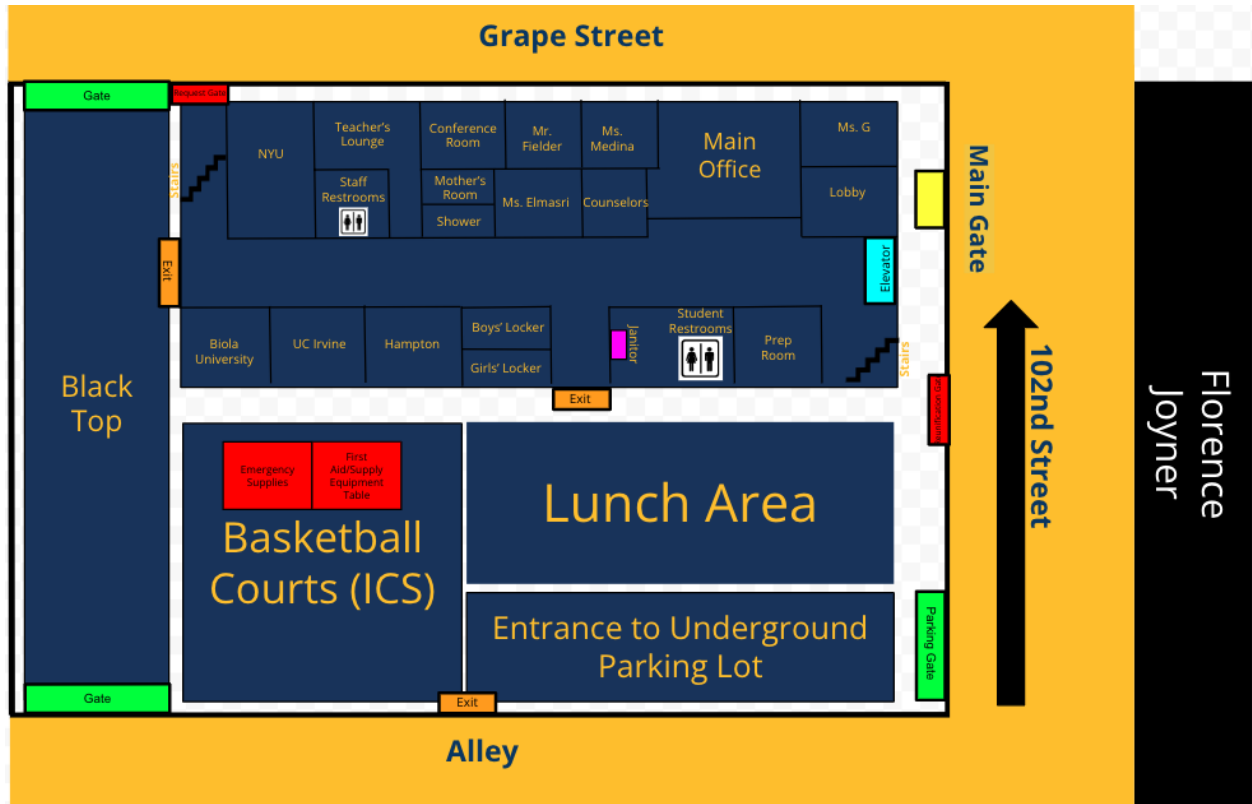 Grape Street
Gate
Request Gate
NYU
Teacher's
Lounge
Conference
Room
Mr.
Fielder
Ms.
Medina
Main
Office
Ms. G
Stairs
Staff
Restrooms
Mother's
Room
Shower
Ms. Elmasri
Counselors
Lobby
Main Gate
Exit
Elevator
Biola
University
UC Irvine
Hampton
Boys' Locker
Girls' Locker
Janitor
Student
Restrooms
Prep
Room
Stairs
Black
Top
Exit
102nd Street
Florence
Joyner
Emergency
Supplies
First
Aid/Supply
Equipment
Table
Basketball
Courts (ICS)
Lunch Area
Entrance to Underground
Parking Lot
Parking Gate
Gate
Exit
Alley